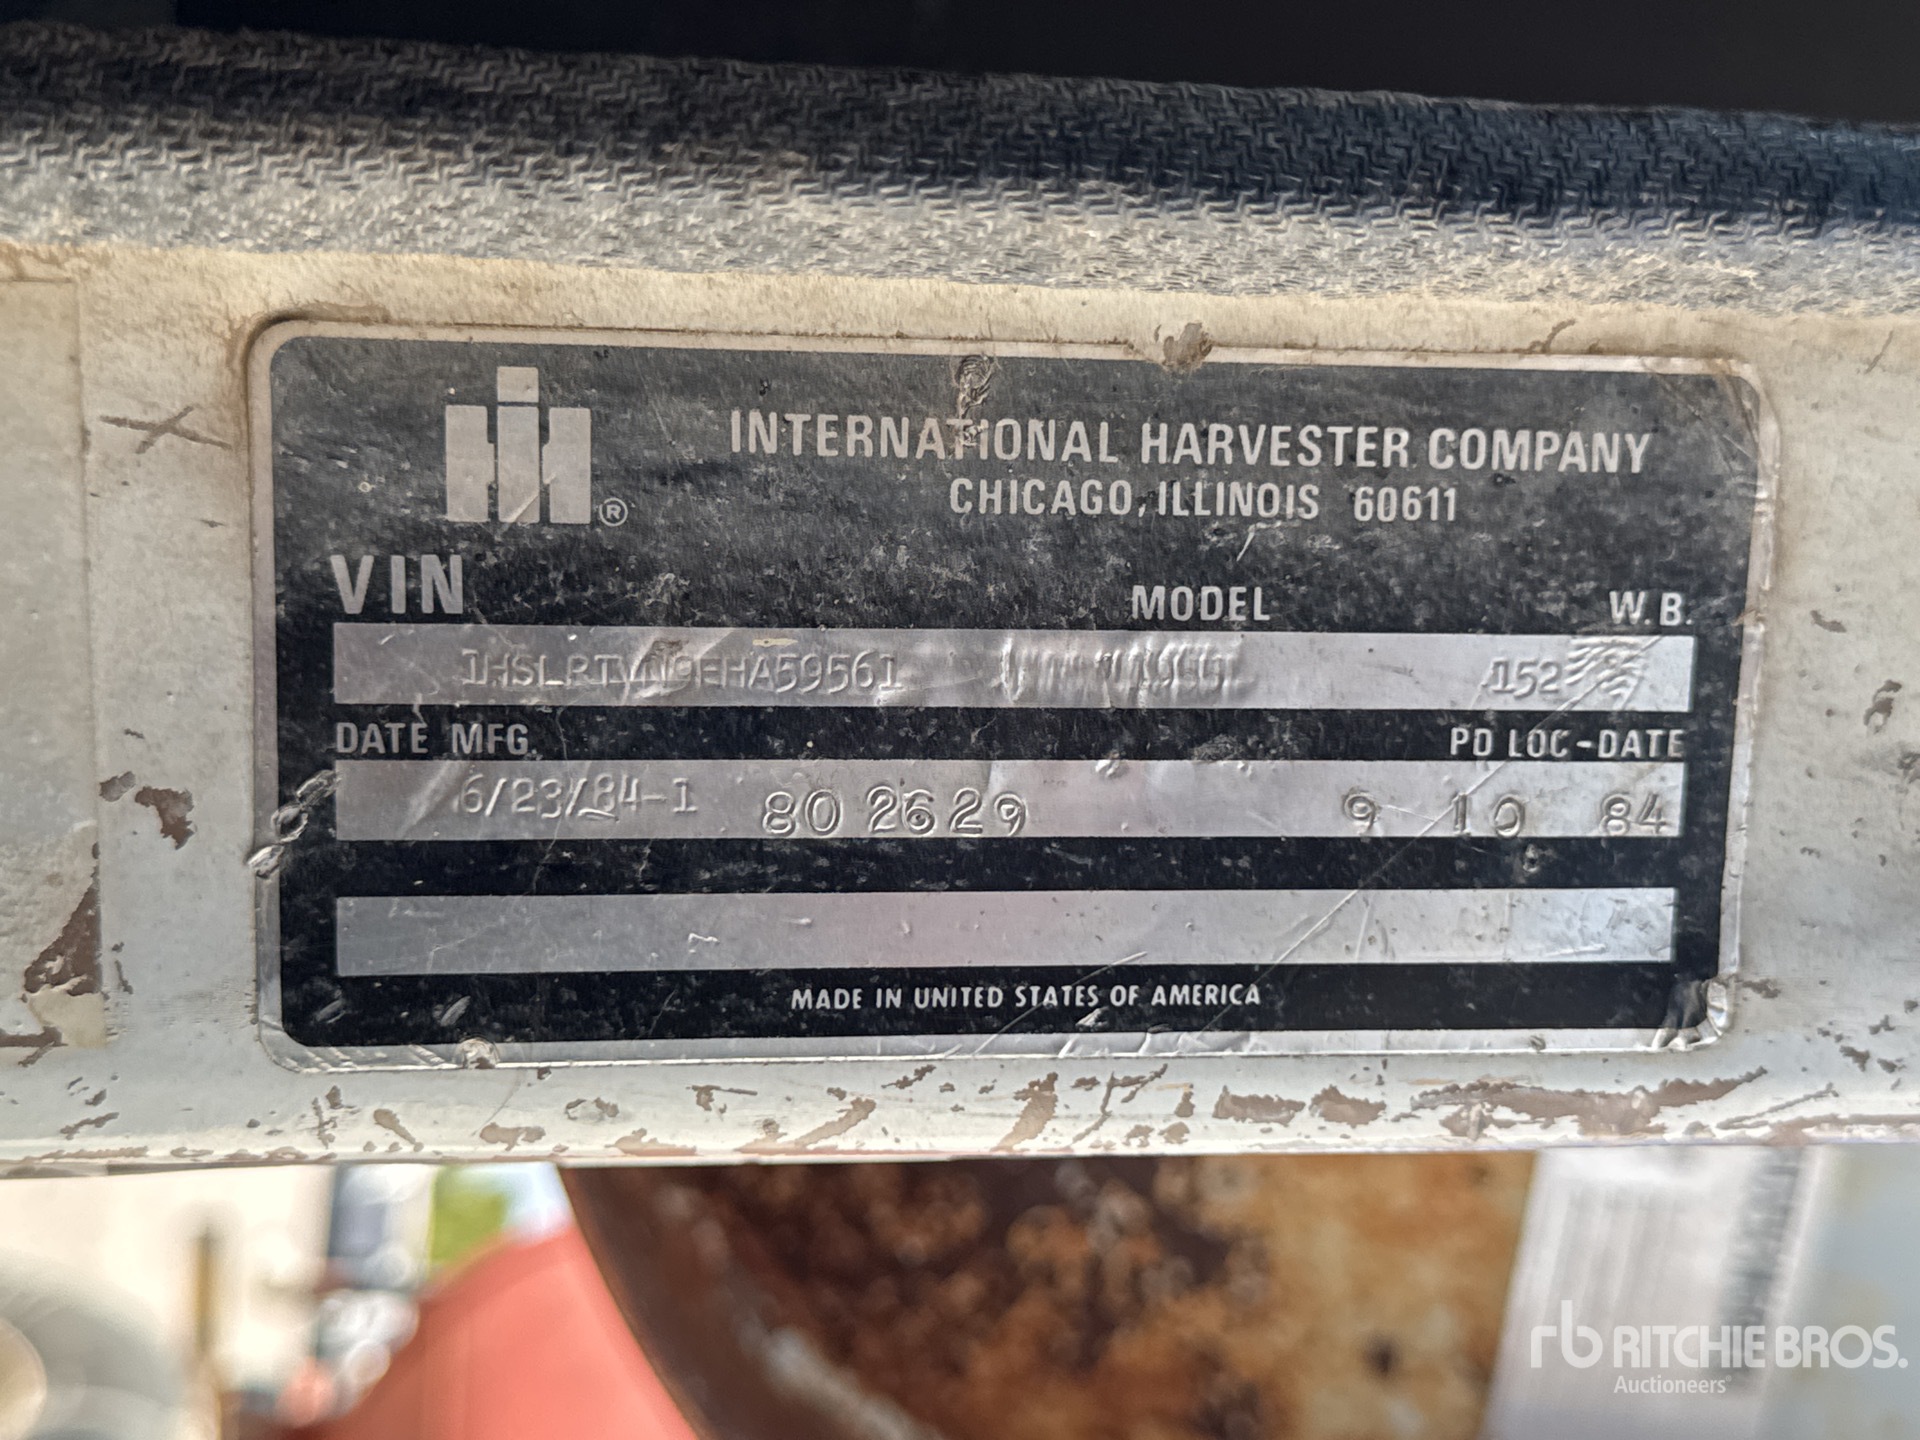 INTERNATIONAL HARVESTER COMPANY
CHICAGO, ILLINOIS 60611
®
VIN MODEL W.B.
152
DATE MFG. PD LOC-DATE
6/23/84-1 80 2629 9 10 84
MADE IN UNITED STATES OF AMERICA
rb RITCHIE BROS.
Auctioneers